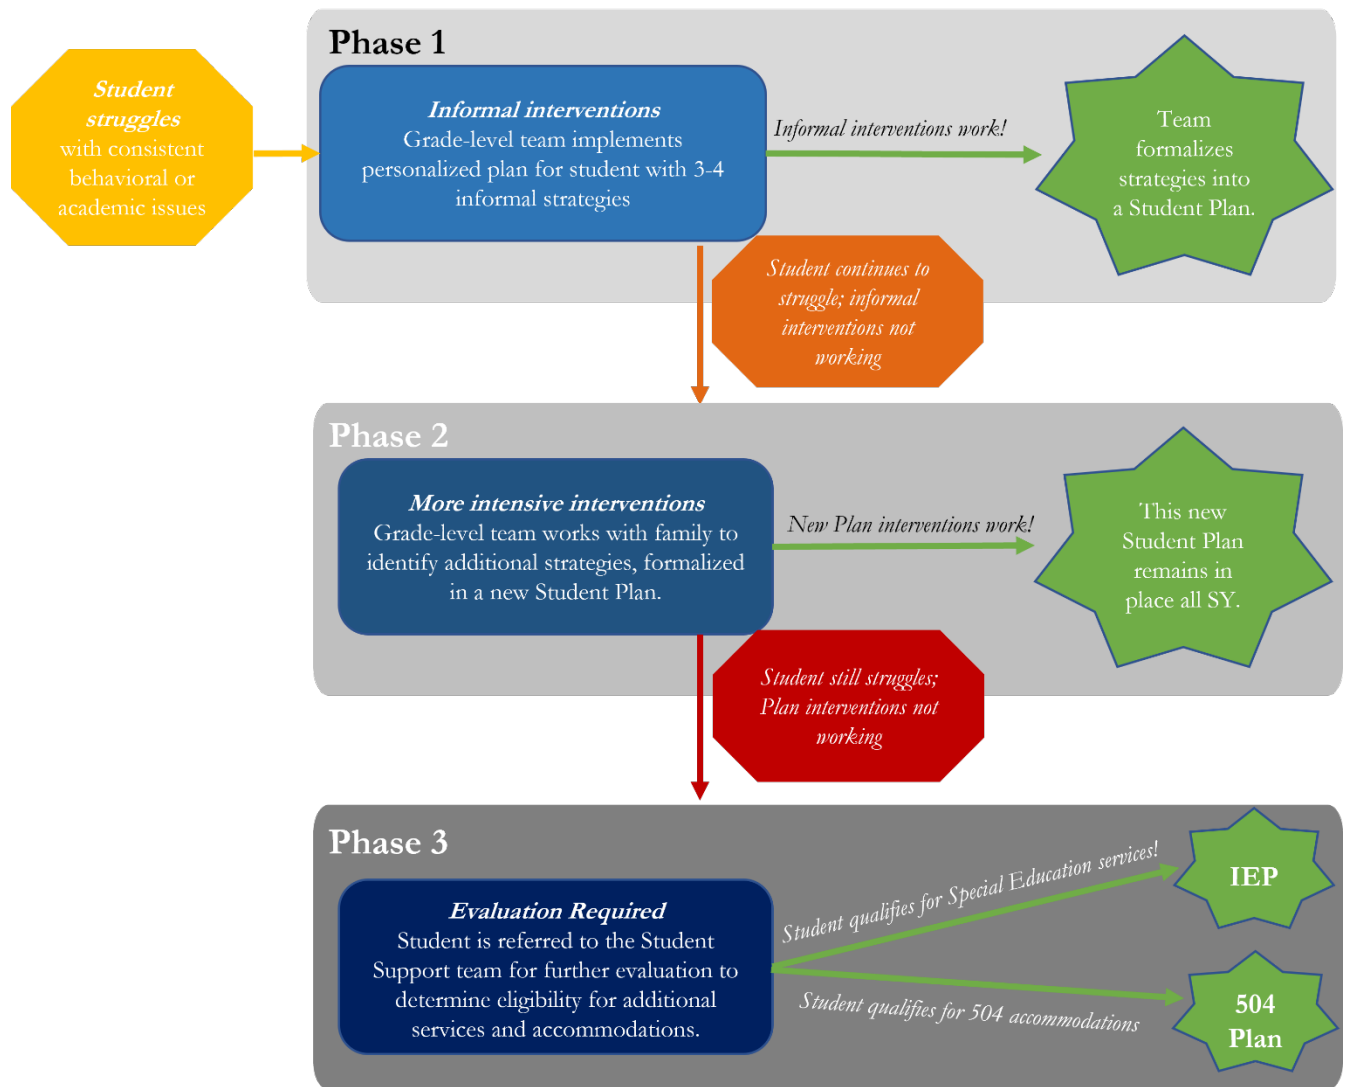 Phase 1
Student
struggles
with consistent
behavioral or
academic issues
Informal interventions
Grade-level team implements
personalized plan for student with 3-4
informal strategies
Informal interventions work!
Team
formalizes
strategies into
a Student Plan.
Student continues to
struggle; informal
interventions not
working
Phase 2
More intensive interventions
Grade-level team works with family to
identify additional strategies, formalized
in a new Student Plan.
New Plan interventions work!
This new
Student Plan
remains in
place all SY.
Student still struggles;
Plan interventions not
working
Phase 3
Evaluation Required
Student is referred to the Student
Support team for further evaluation to
determine eligibility for additional
services and accommodations.
Student qualifies for Special Education services!
IEP
Student qualifies for 504 accommodations
504
Plan